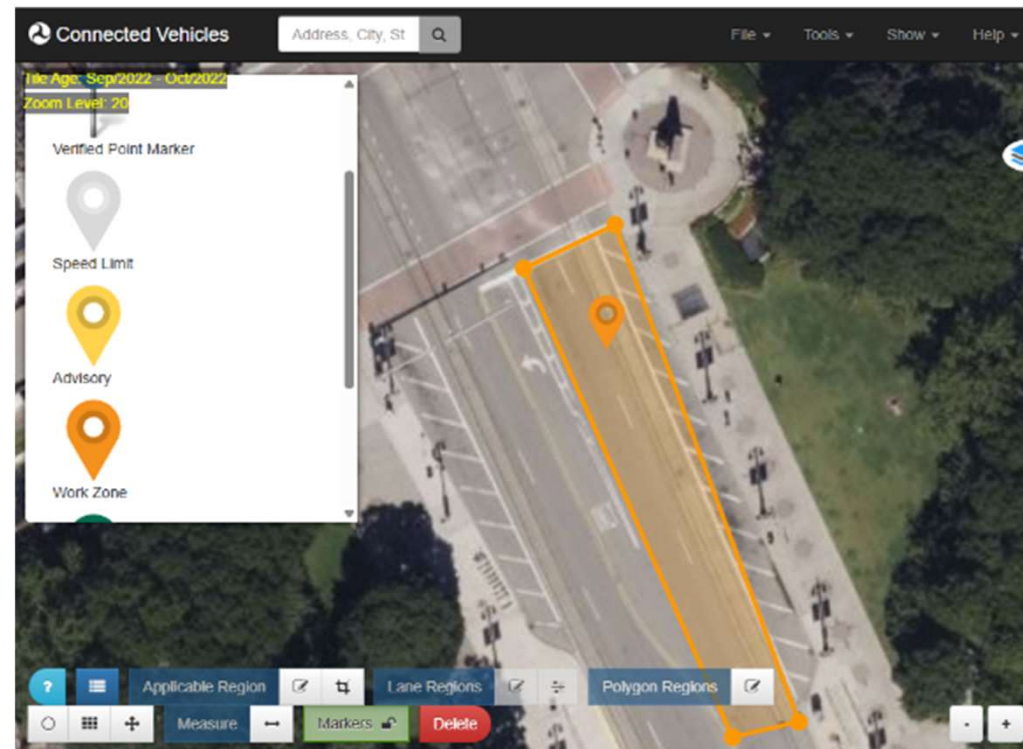 Connected Vehicles
Address, City, St
File
Tools
Show
Help
Tile Age: Sep/2022 - Oct/2022
Zoom Level: 20
Verified Point Marker
Speed Limit
Advisory
Work Zone
?
Applicable Region
Lane Regions
Polygon Regions
Measure
Markers
Delete
-
+